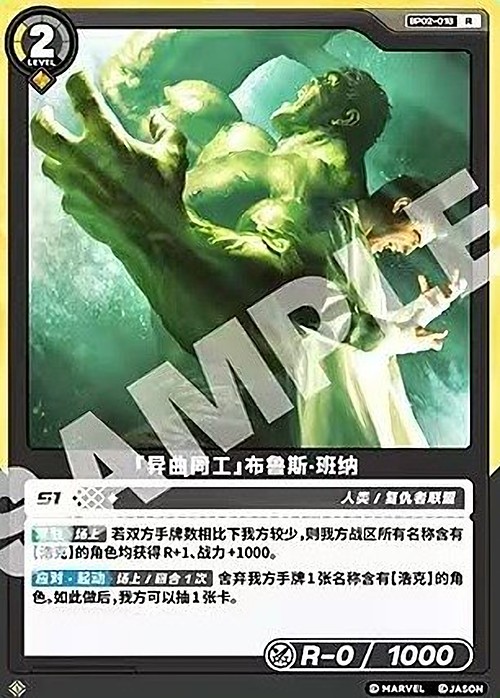 BP02-018 R
2
LEVEL
SAMPLE
「异曲同工」布鲁斯·班纳
S1
人类 / 复仇者联盟
场上 若双方手牌数相比下我方较少,则我方战区所有名称含有
【浩克】的角色均获得R+1、战力+1000。
应对·起动 场上 / 回合1次 舍弃我方手牌1张名称含有【浩克】的角
色,如此做后,我方可以抽1张卡。
R-0 / 1000
© MARVEL © JASON